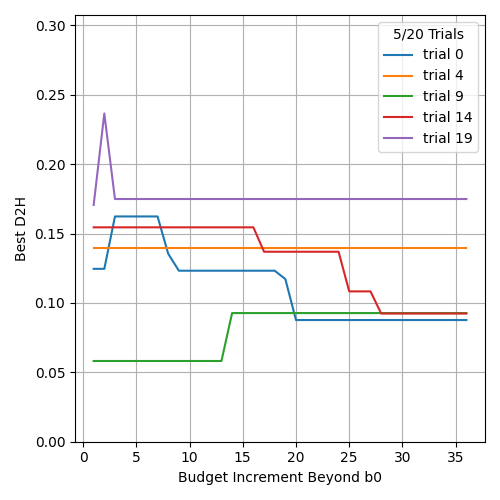 5/20 Trials
trial 0
trial 4
trial 9
trial 14
trial 19
Best D2H
0.30
0.25
0.20
0.15
0.10
0.05
0.00
0 5 10 15 20 25 30 35
Budget Increment Beyond b0